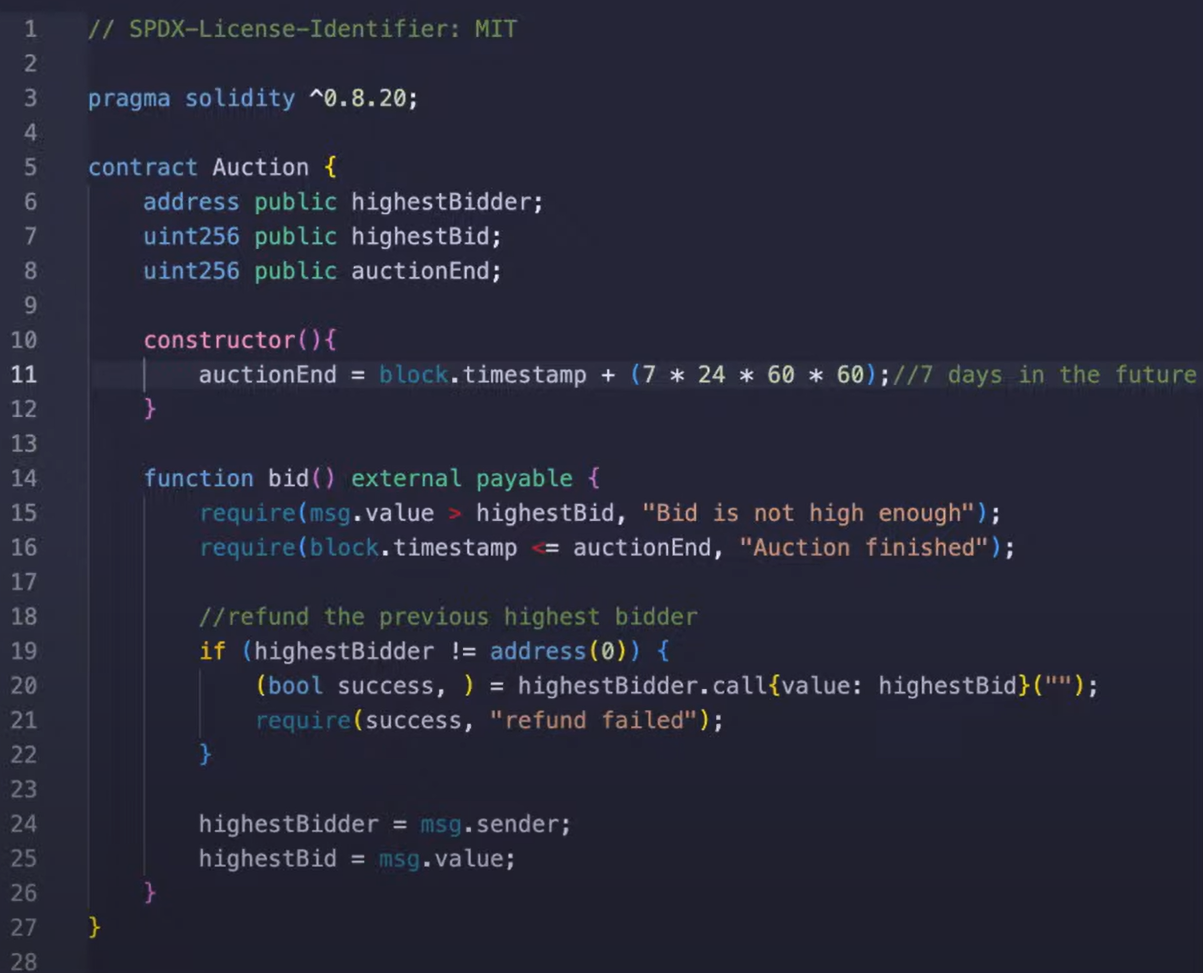 1 // SPDX-License-Identifier: MIT
2
3 pragma solidity ^0.8.20;
4
5 contract Auction {
6 address public highestBidder;
7 uint256 public highestBid;
8 uint256 public auctionEnd;
9
10 constructor(){
11 auctionEnd = block.timestamp + (7 * 24 * 60 * 60);//7 days in the future
12 }
13
14 function bid() external payable {
15 require(msg.value > highestBid, "Bid is not high enough");
16 require(block.timestamp <= auctionEnd, "Auction finished");
17
18 //refund the previous highest bidder
19 if (highestBidder != address(0)) {
20 (bool success, ) = highestBidder.call{value: highestBid}("");
21 require(success, "refund failed");
22 }
23
24 highestBidder = msg.sender;
25 highestBid = msg.value;
26 }
27 }
28